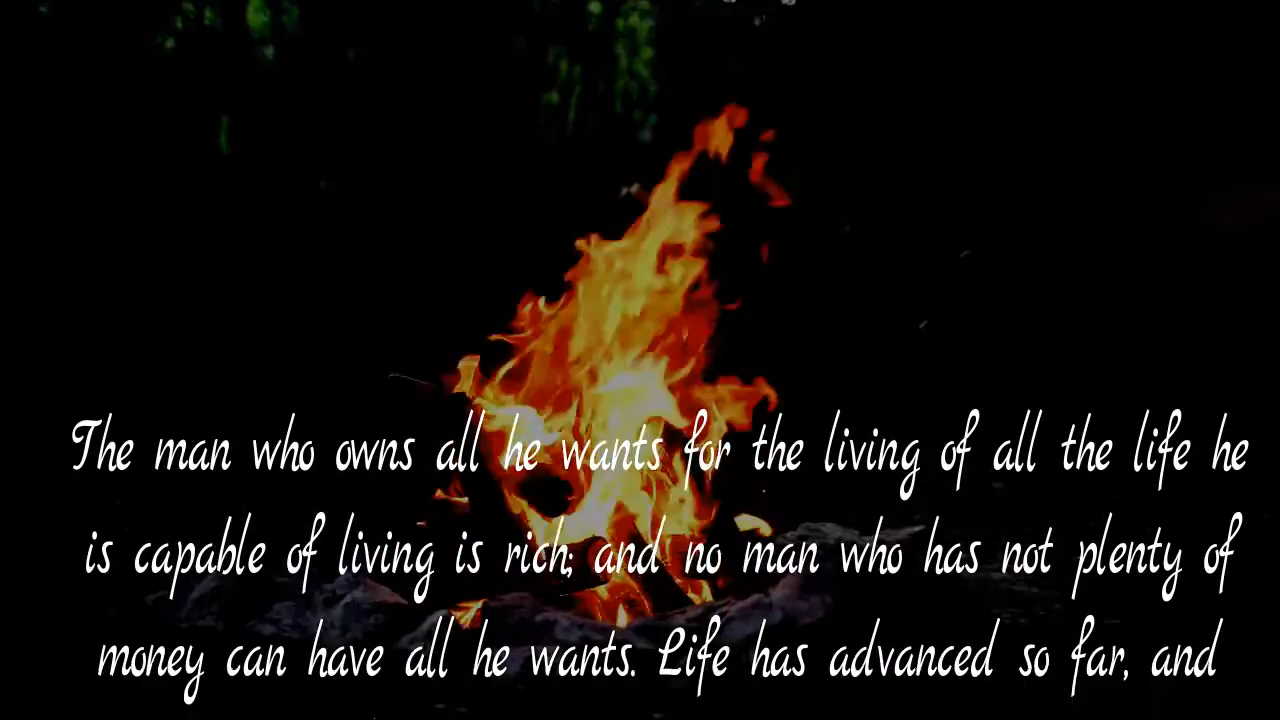 The man who owns all he wants for the living of all the life he
is capable of living is rich; and no man who has not plenty of
money can have all he wants. Life has advanced so far, and